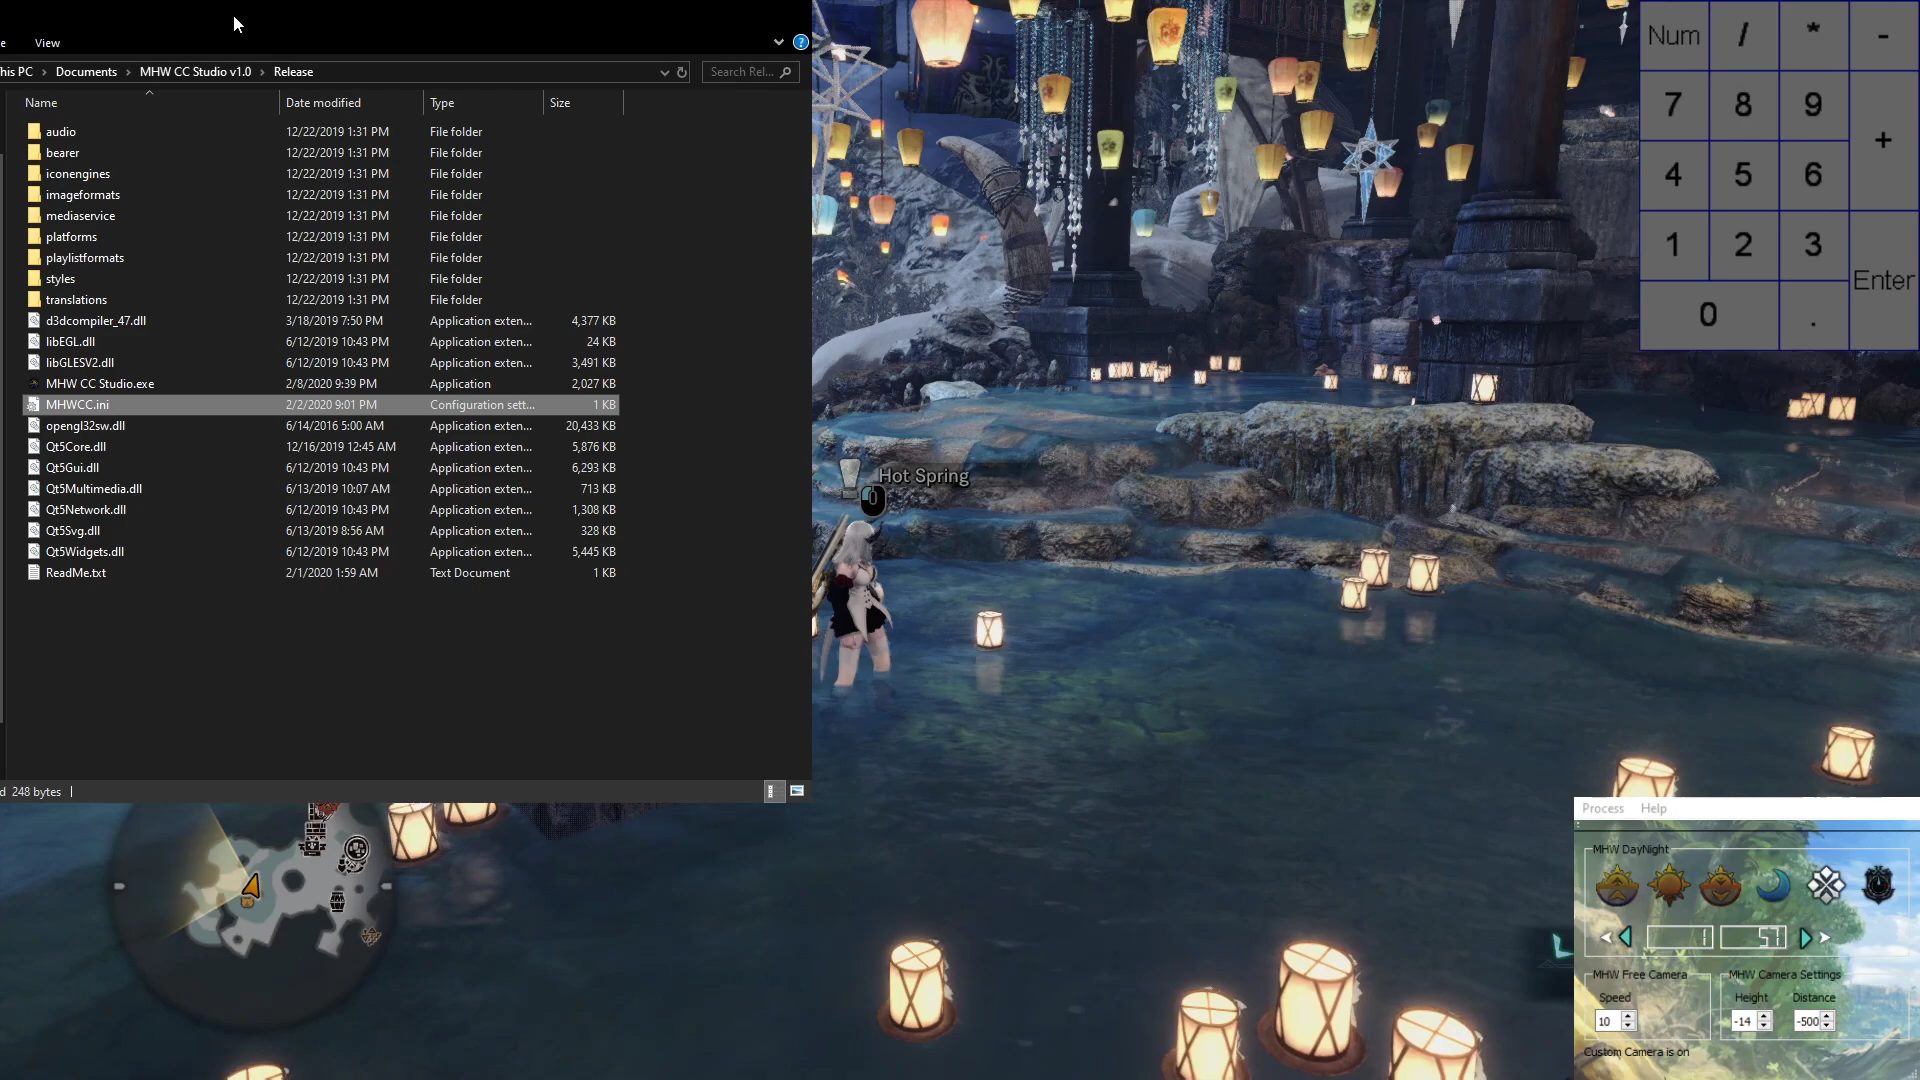 e View ?
his PC > Documents > MHW CC Studio v1.0 > Release Search Rel...
Name Date modified Type Size
audio 12/22/2019 1:31 PM File folder
bearer 12/22/2019 1:31 PM File folder
iconengines 12/22/2019 1:31 PM File folder
imageformats 12/22/2019 1:31 PM File folder
mediaservice 12/22/2019 1:31 PM File folder
platforms 12/22/2019 1:31 PM File folder
playlistformats 12/22/2019 1:31 PM File folder
styles 12/22/2019 1:31 PM File folder
translations 12/22/2019 1:31 PM File folder
d3dcompiler_47.dll 3/18/2019 7:50 PM Application exten... 4,377 KB
libEGL.dll 6/12/2019 10:43 PM Application exten... 24 KB
libGLESV2.dll 6/12/2019 10:43 PM Application exten... 3,491 KB
MHW CC Studio.exe 2/8/2020 9:39 PM Application 2,027 KB
MHWCC.ini 2/2/2020 9:01 PM Configuration sett... 1 KB
opengl32sw.dll 6/14/2016 5:00 AM Application exten... 20,433 KB
Qt5Core.dll 12/16/2019 12:45 AM Application exten... 5,876 KB
Qt5Gui.dll 6/12/2019 10:43 PM Application exten... 6,293 KB
Qt5Multimedia.dll 6/13/2019 10:07 AM Application exten... 713 KB
Qt5Network.dll 6/12/2019 10:43 PM Application exten... 1,308 KB
Qt5Svg.dll 6/13/2019 8:56 AM Application exten... 328 KB
Qt5Widgets.dll 6/12/2019 10:43 PM Application exten... 5,445 KB
ReadMe.txt 2/1/2020 1:59 AM Text Document 1 KB
d 248 bytes
Hot Spring
Num / * -
7 8 9 +
4 5 6
1 2 3 Enter
0 .
Process Help
MHW DayNight
1 57
MHW Free Camera MHW Camera Settings
Speed Height Distance
10 -14 -500
Custom Camera is on